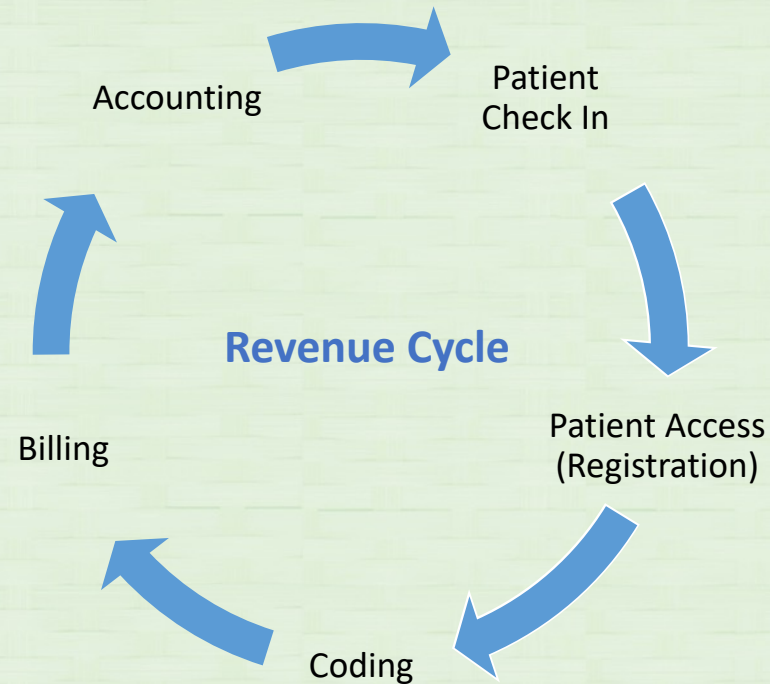 Accounting
Patient
Check In
Revenue Cycle
Patient Access
(Registration)
Billing
Coding